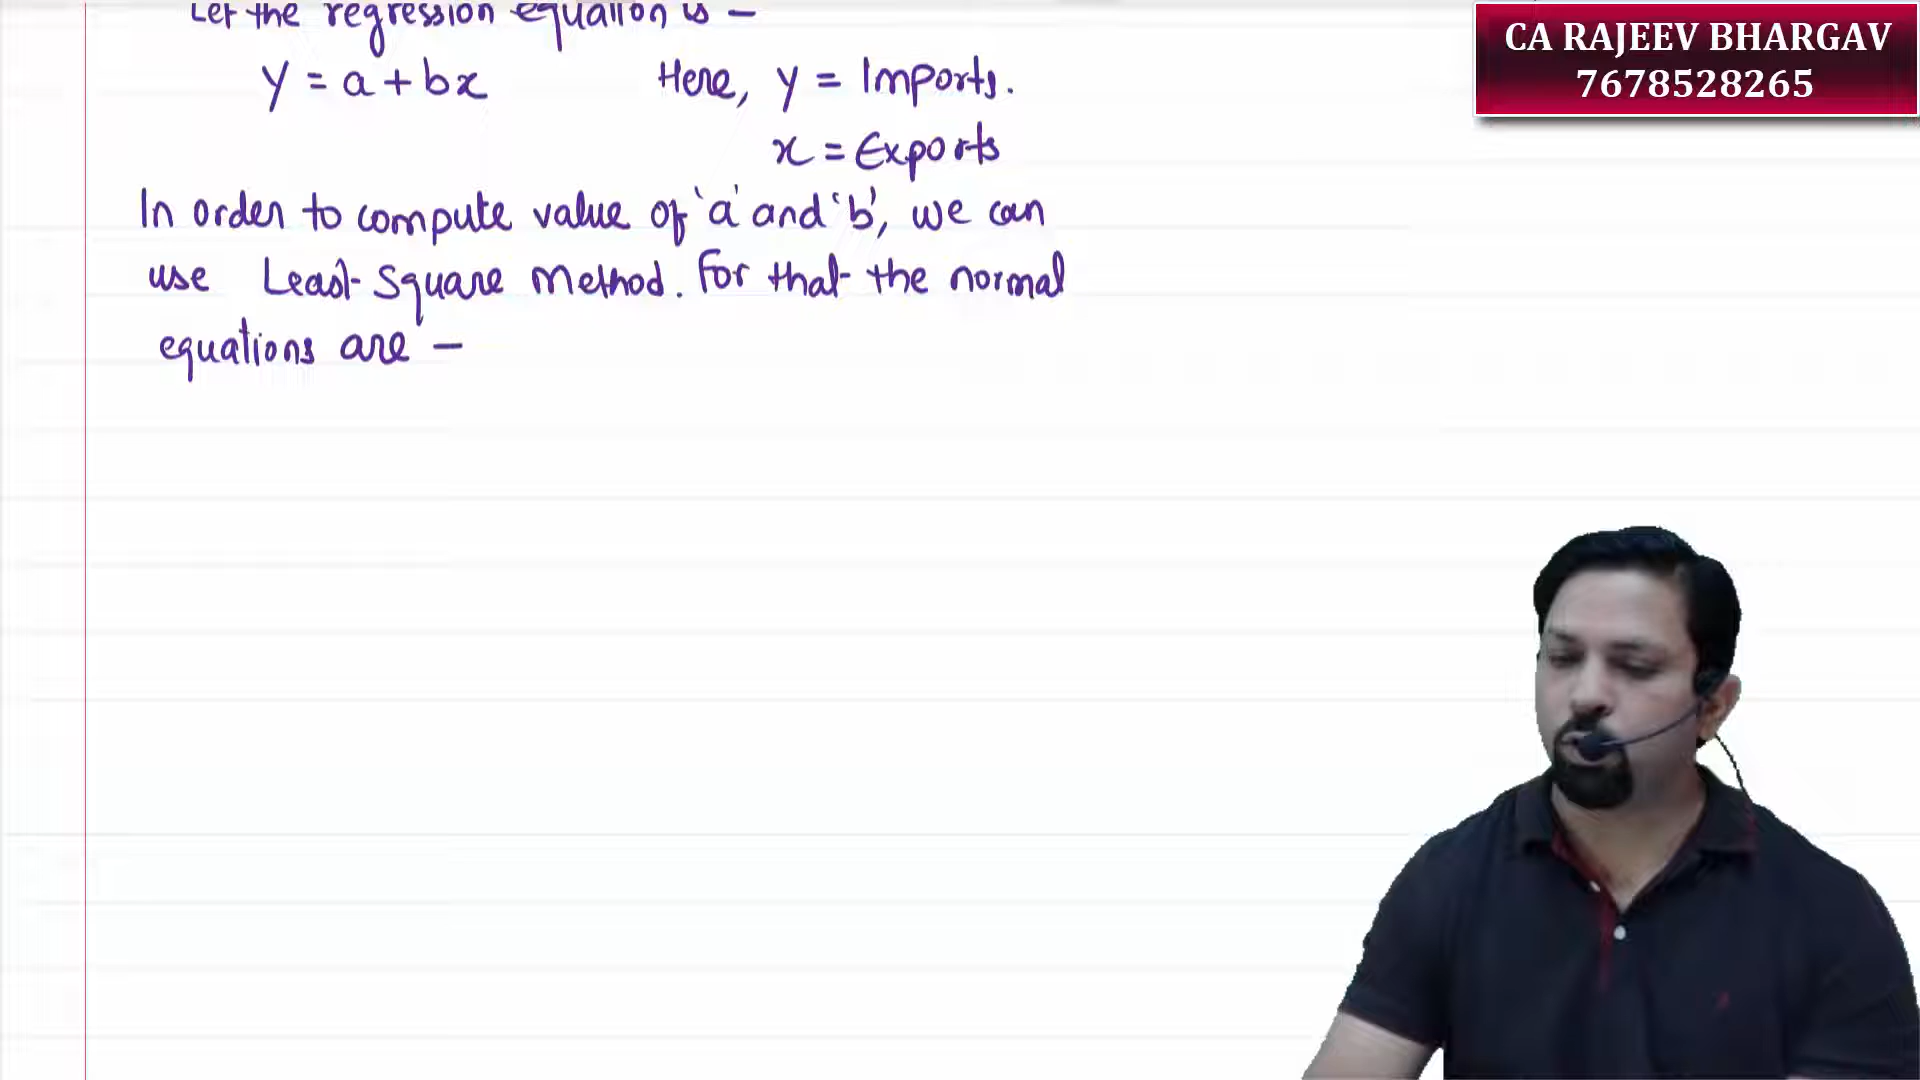 Let the regression equation is –
y = a + bx Here, y = Imports.
x = Exports
In order to compute value of 'a' and 'b', we can
use Least-Square Method. For that the normal
equations are –
CA RAJEEV BHARGAV
7678528265